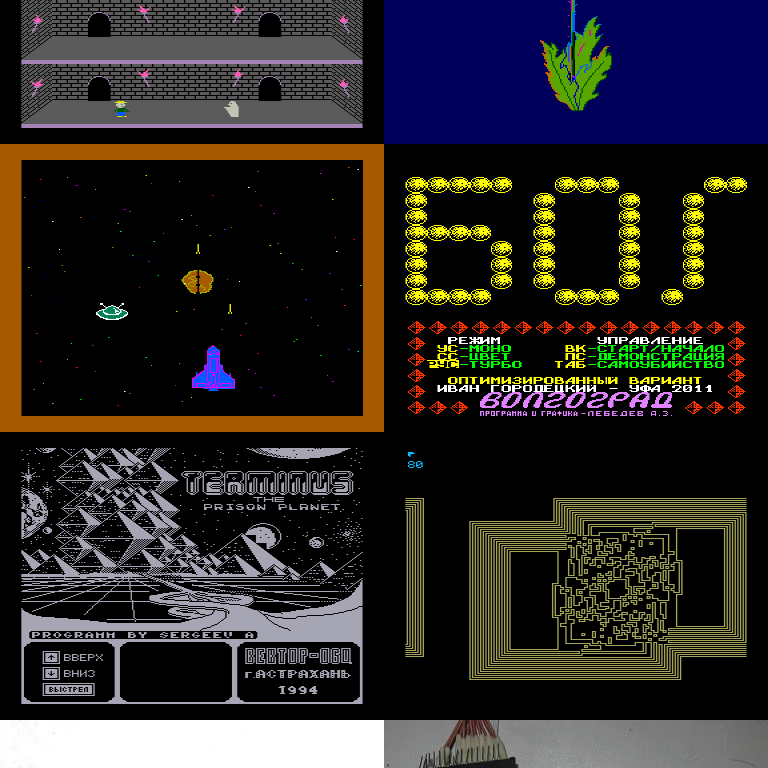 БОГ
РЕЖИМ УПРАВЛЕНИЕ
УС-МОНО ВК-СТАРТ/НАЧАЛО
СС-ЦВЕТ ПС-ДЕМОНСТРАЦИЯ
РУС-ТУРБО ТАБ-САМОУБИЙСТВО
ОПТИМИЗИРОВАННЫЙ ВАРИАНТ
ИВАН ГОРОДЕЦКИЙ - УФА 2011
ВОЛГОГРАД
ПРОГРАММА И ГРАФИКА-ЛЕБЕДЕВ А.З.
TERMINUS
THE
PRISON PLANET
PROGRAMM BY SERGEEV A
ВВЕРХ
ВНИЗ
ВЫСТРЕЛ
ВЕКТОР-06Ц
г.АСТРАХАНЬ
1994
80